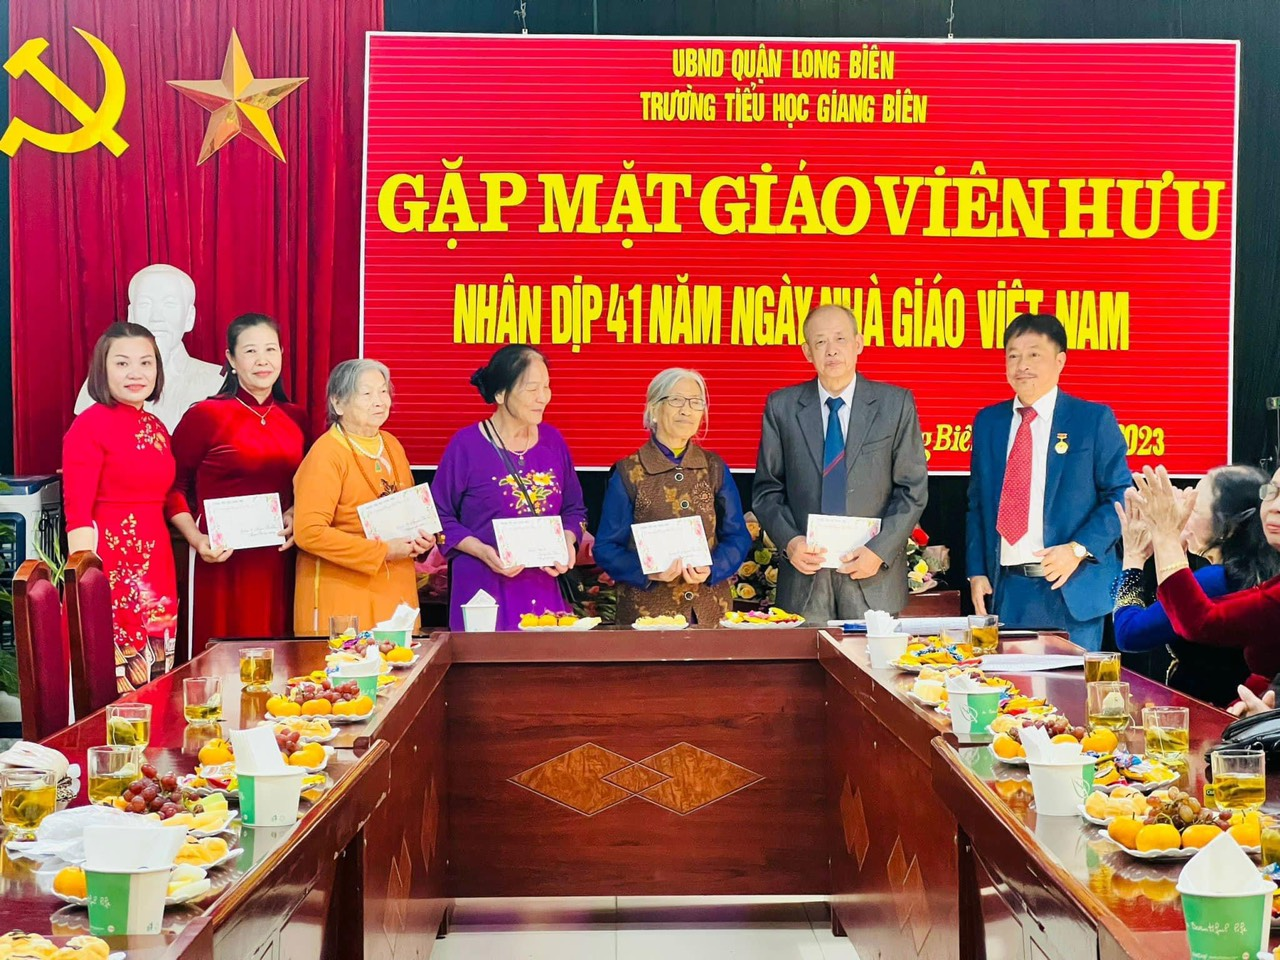 UBND QUẬN LONG BIÊN
TRƯỜNG TIỂU HỌC GIANG BIÊN
GẶP MẶT GIÁO VIÊN HƯU
NHÂN DỊP 41 NĂM NGÀY NHÀ GIÁO VIỆT NAM
Biên 2023